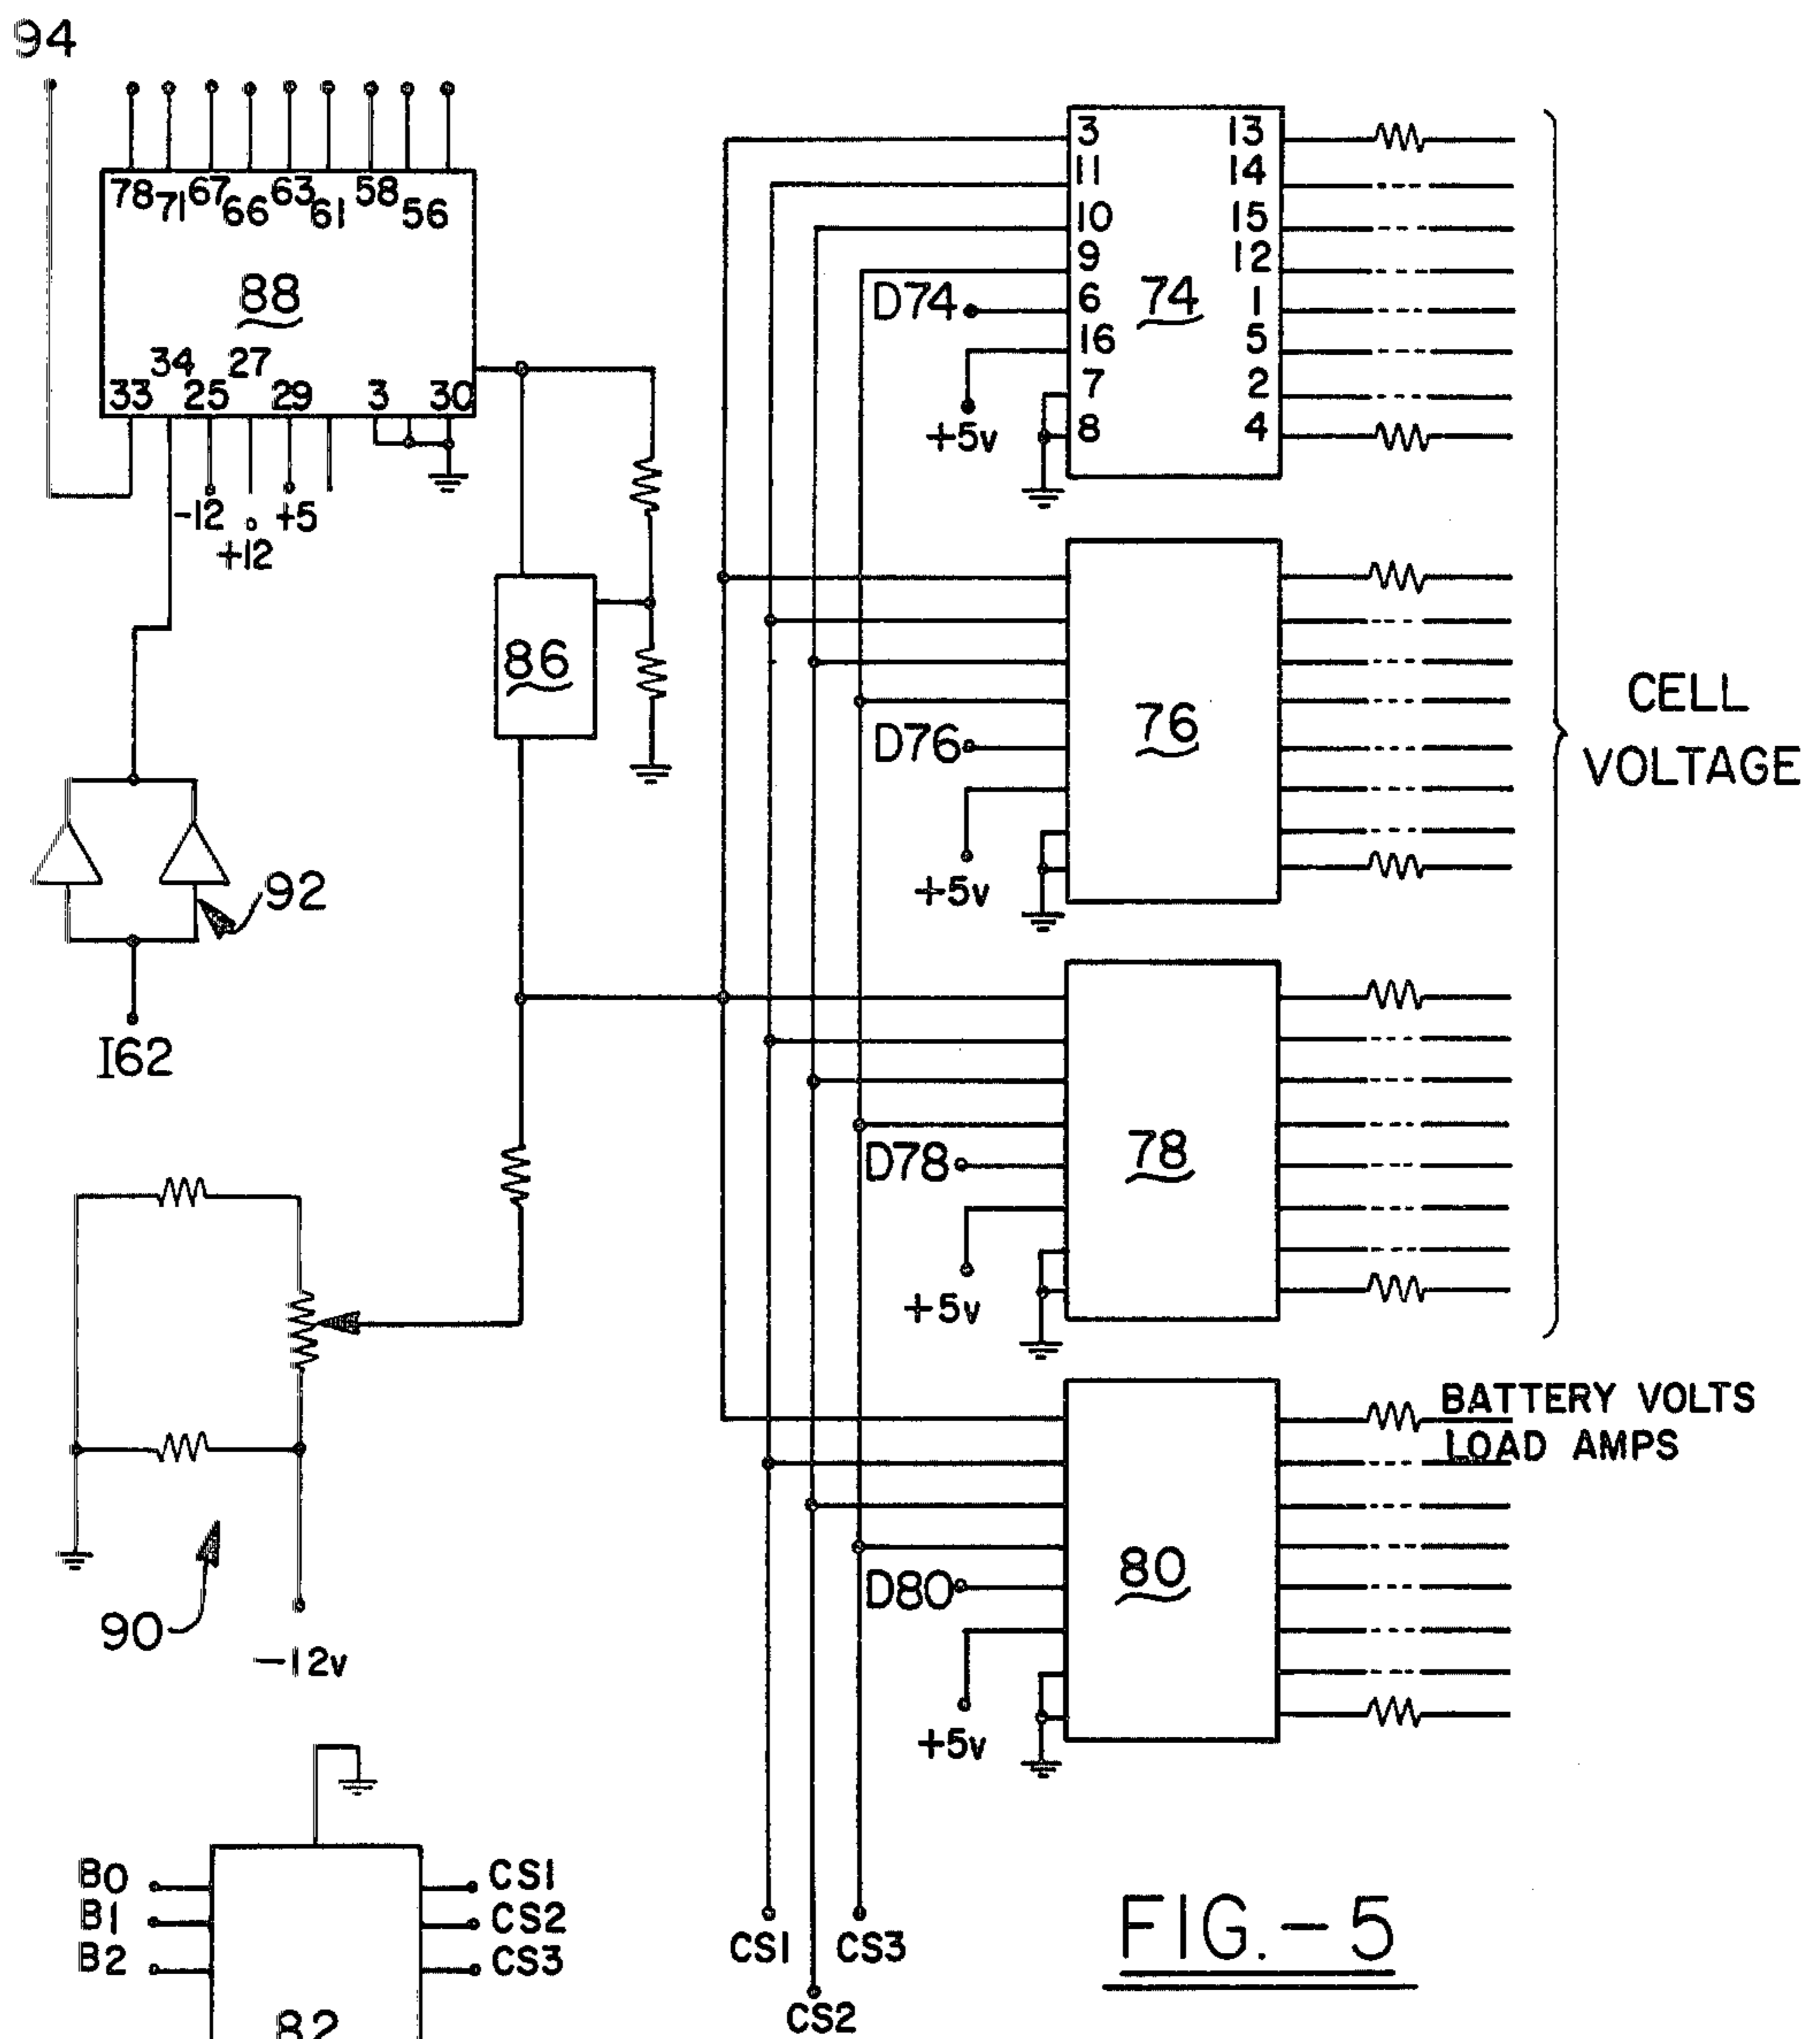 94
78 71 67 66 63 61 58 56
88
33 34 25 27 29 3 30
-12 +12 +5
86
92
I62
90
-12v
3 13
11 14
10 15
9 12
D74 6 74 1
16 5
7 2
8 4
+5v
76
D76
+5v
CELL
VOLTAGE
78
D78
+5v
BATTERY VOLTS
LOAD AMPS
80
D80
+5v
B0 CS1
B1 CS2
B2 CS3
82
CS1 CS3
CS2
FIG.-5